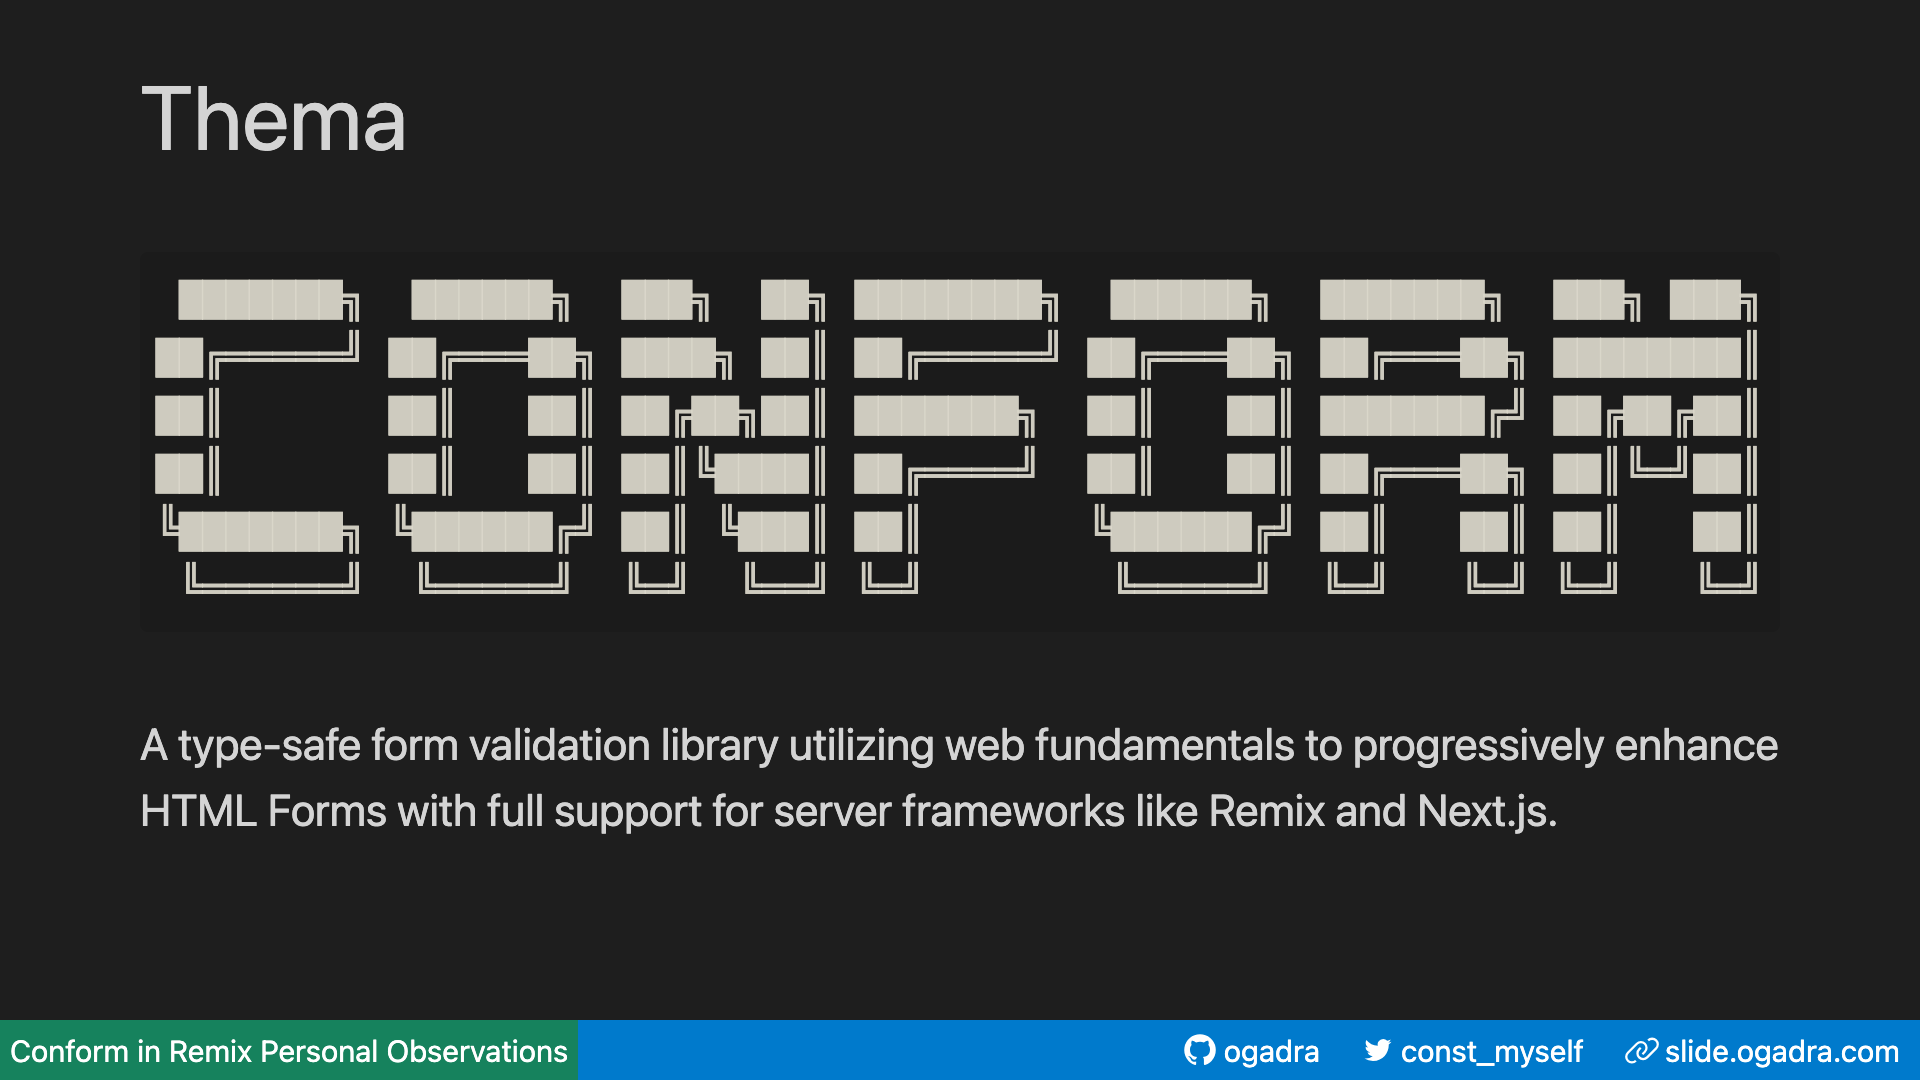 Thema
CONFORM
A type-safe form validation library utilizing web fundamentals to progressively enhance
HTML Forms with full support for server frameworks like Remix and Next.js.
Conform in Remix Personal Observations
ogadra
const_myself
slide.ogadra.com